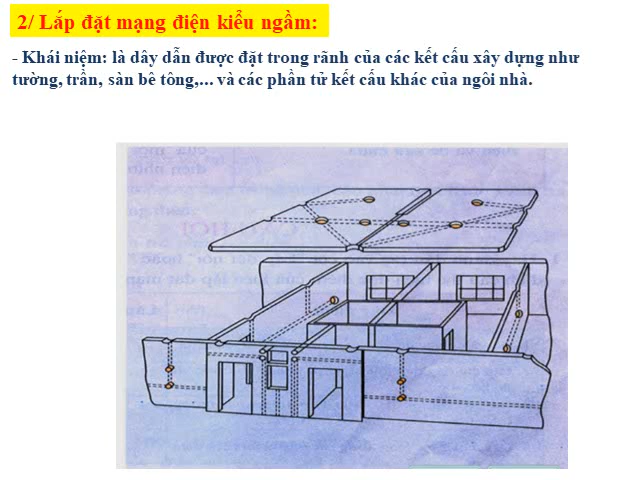 2/ Lắp đặt mạng điện kiểu ngầm:
- Khái niệm: là dây dẫn được đặt trong rãnh của các kết cấu xây dựng như
tường, trần, sàn bê tông,... và các phần tử kết cấu khác của ngôi nhà.